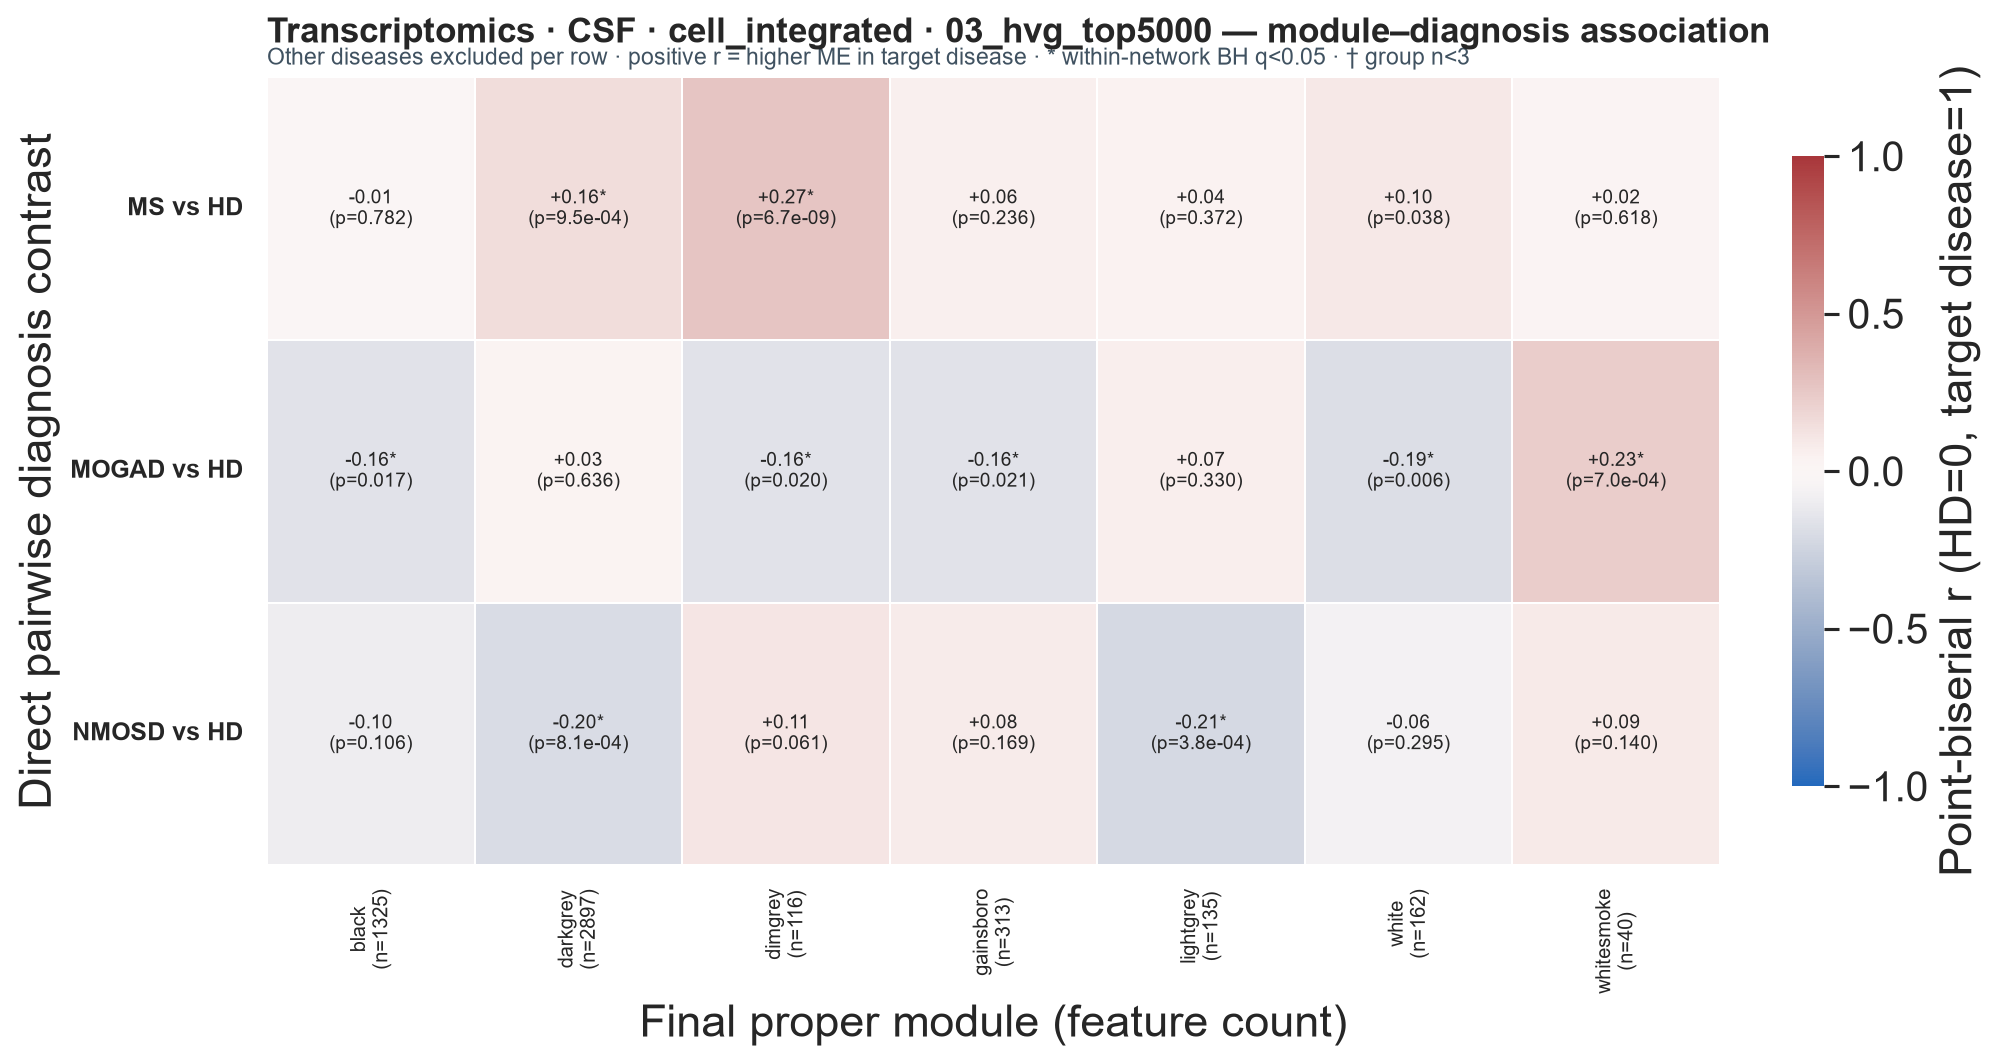 Transcriptomics · CSF · cell_integrated · 03_hvg_top5000 — module–diagnosis association
Other diseases excluded per row · positive r = higher ME in target disease · * within-network BH q<0.05 · † group n<3
Direct pairwise diagnosis contrast
MS vs HD
-0.01
(p=0.782)
+0.16*
(p=9.5e-04)
+0.27*
(p=6.7e-09)
+0.06
(p=0.236)
+0.04
(p=0.372)
+0.10
(p=0.038)
+0.02
(p=0.618)
MOGAD vs HD
-0.16*
(p=0.017)
+0.03
(p=0.636)
-0.16*
(p=0.020)
-0.16*
(p=0.021)
+0.07
(p=0.330)
-0.19*
(p=0.006)
+0.23*
(p=7.0e-04)
NMOSD vs HD
-0.10
(p=0.106)
-0.20*
(p=8.1e-04)
+0.11
(p=0.061)
+0.08
(p=0.169)
-0.21*
(p=3.8e-04)
-0.06
(p=0.295)
+0.09
(p=0.140)
black
(n=1325)
darkgrey
(n=2897)
dimgrey
(n=116)
gainsboro
(n=313)
lightgrey
(n=135)
white
(n=162)
whitesmoke
(n=40)
Final proper module (feature count)
1.0
0.5
0.0
−0.5
−1.0
Point-biserial r (HD=0, target disease=1)